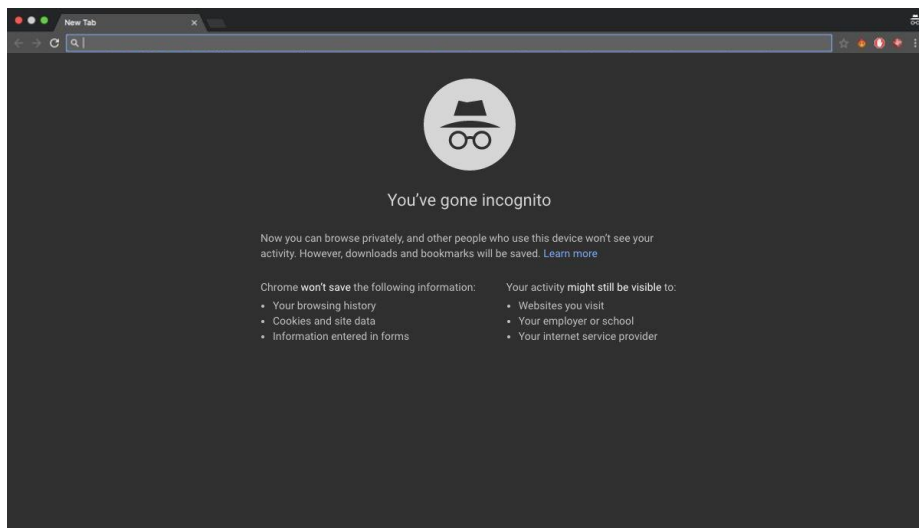 New Tab
You've gone incognito
Now you can browse privately, and other people who use this device won't see your
activity. However, downloads and bookmarks will be saved. Learn more
Chrome won't save the following information:
• Your browsing history
• Cookies and site data
• Information entered in forms
Your activity might still be visible to:
• Websites you visit
• Your employer or school
• Your internet service provider